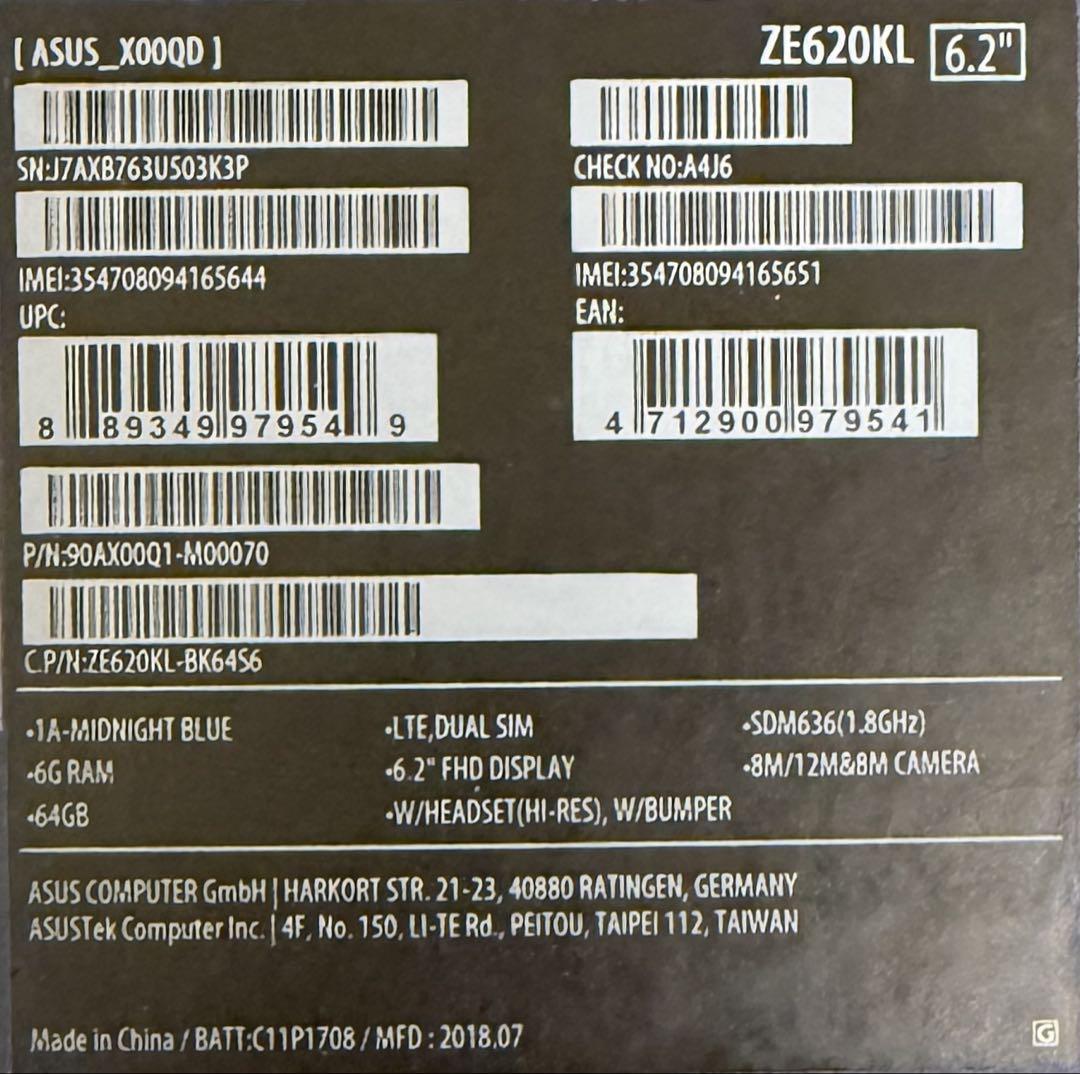 [ ASUS_X00QD ]
ZE620KL 6.2"
SN:J7AXB763U503K3P
CHECK NO:A4J6
IMEI:354708094165644
IMEI:354708094165651
UPC:
EAN:
8 89349 97954 9
4 712900 979541
P/N:90AX00Q1-M00070
C.P/N:ZE620KL-BK64S6
•1A-MIDNIGHT BLUE
•LTE,DUAL SIM
•SDM636(1.8GHz)
•6G RAM
•6.2" FHD DISPLAY
•8M/12M&8M CAMERA
•64GB
•W/HEADSET(HI-RES), W/BUMPER
ASUS COMPUTER GmbH | HARKORT STR. 21-23, 40880 RATINGEN, GERMANY
ASUSTek Computer Inc. | 4F, No. 150, LI-TE Rd., PEITOU, TAIPEI 112, TAIWAN
Made in China / BATT:C11P1708 / MFD : 2018.07
G